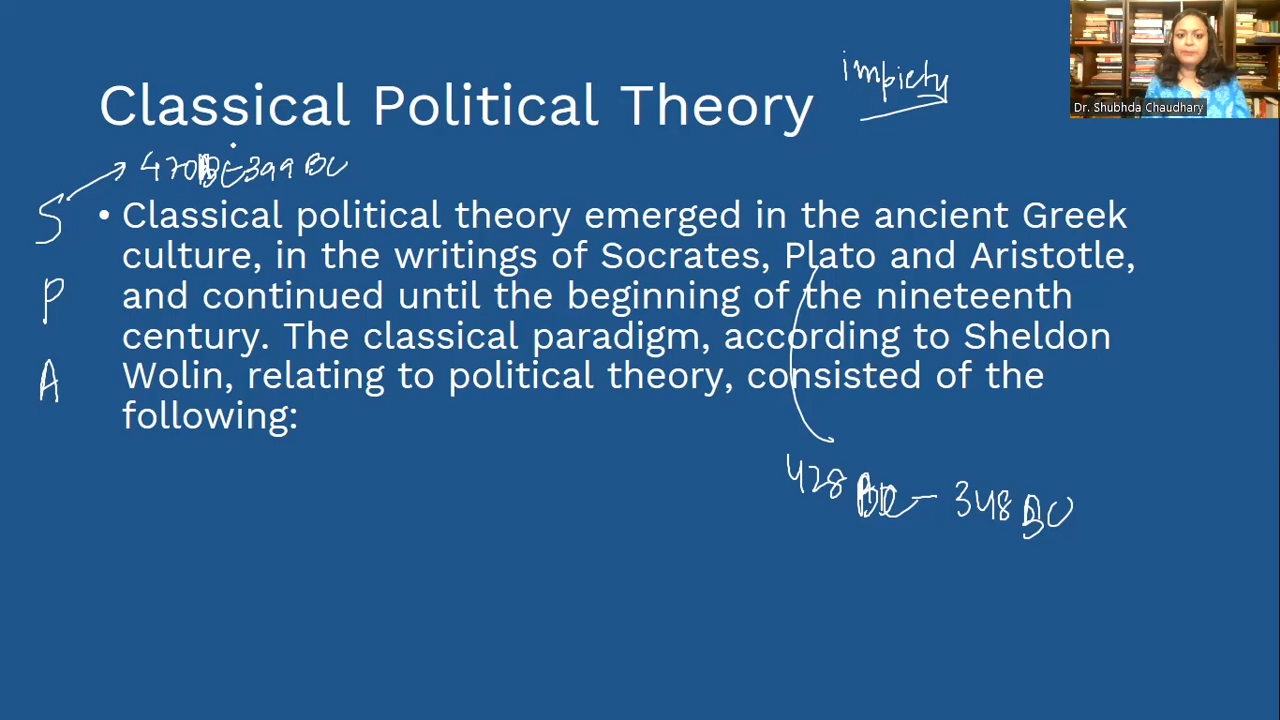 impiety
Classical Political Theory
Dr. Shubhda Chaudhary
470BC-399 BC
S
• Classical political theory emerged in the ancient Greek
culture, in the writings of Socrates, Plato and Aristotle,
P
and continued until the beginning of the nineteenth
century. The classical paradigm, according to Sheldon
A
Wolin, relating to political theory, consisted of the
following:
428 BC - 348 BC